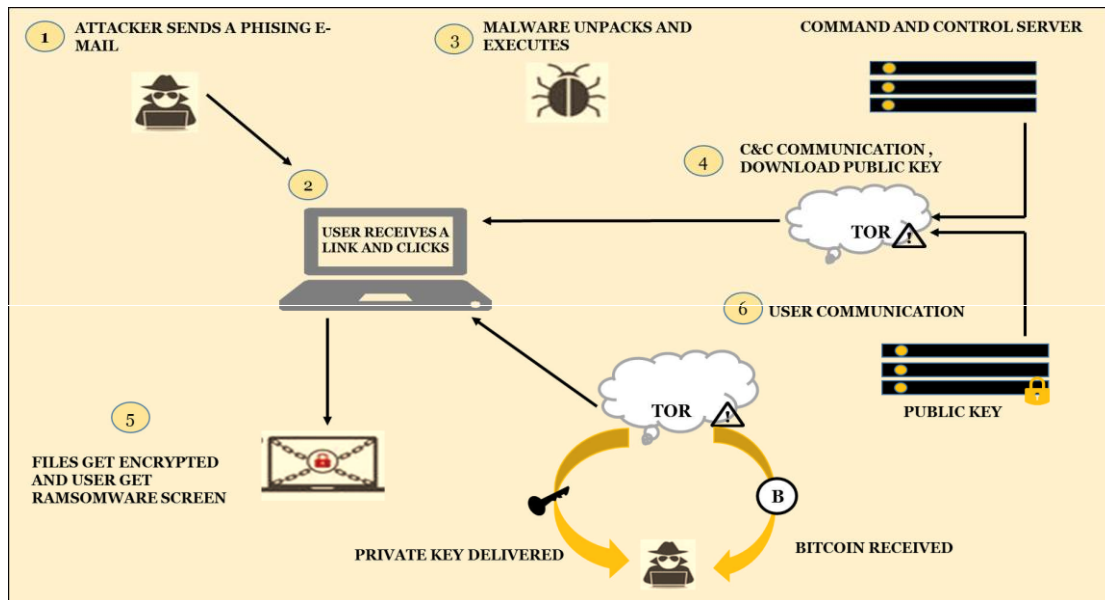 1
ATTACKER SENDS A PHISING E-
MAIL
3
MALWARE UNPACKS AND
EXECUTES
COMMAND AND CONTROL SERVER
4
C&C COMMUNICATION ,
DOWNLOAD PUBLIC KEY
2
USER RECEIVES A
LINK AND CLICKS
TOR
!
6
USER COMMUNICATION
PUBLIC KEY
5
FILES GET ENCRYPTED
AND USER GET
RAMSOMWARE SCREEN
TOR
!
B
PRIVATE KEY DELIVERED
BITCOIN RECEIVED